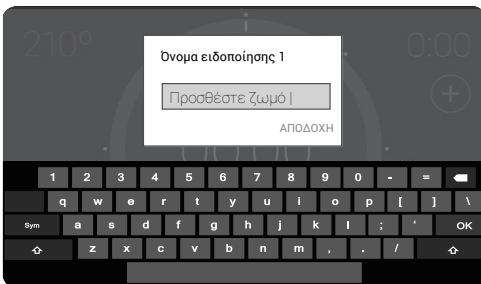 210°
0:00
Όνομα ειδοποίησης 1
Προσθέστε ζωμό
ΑΠΟΔΟΧΗ
1 2 3 4 5 6 7 8 9 0 - =
q w e r t y u i o p [ ] \
Sym a s d f g h j k l ; ' OK
z x c v b n m , . /